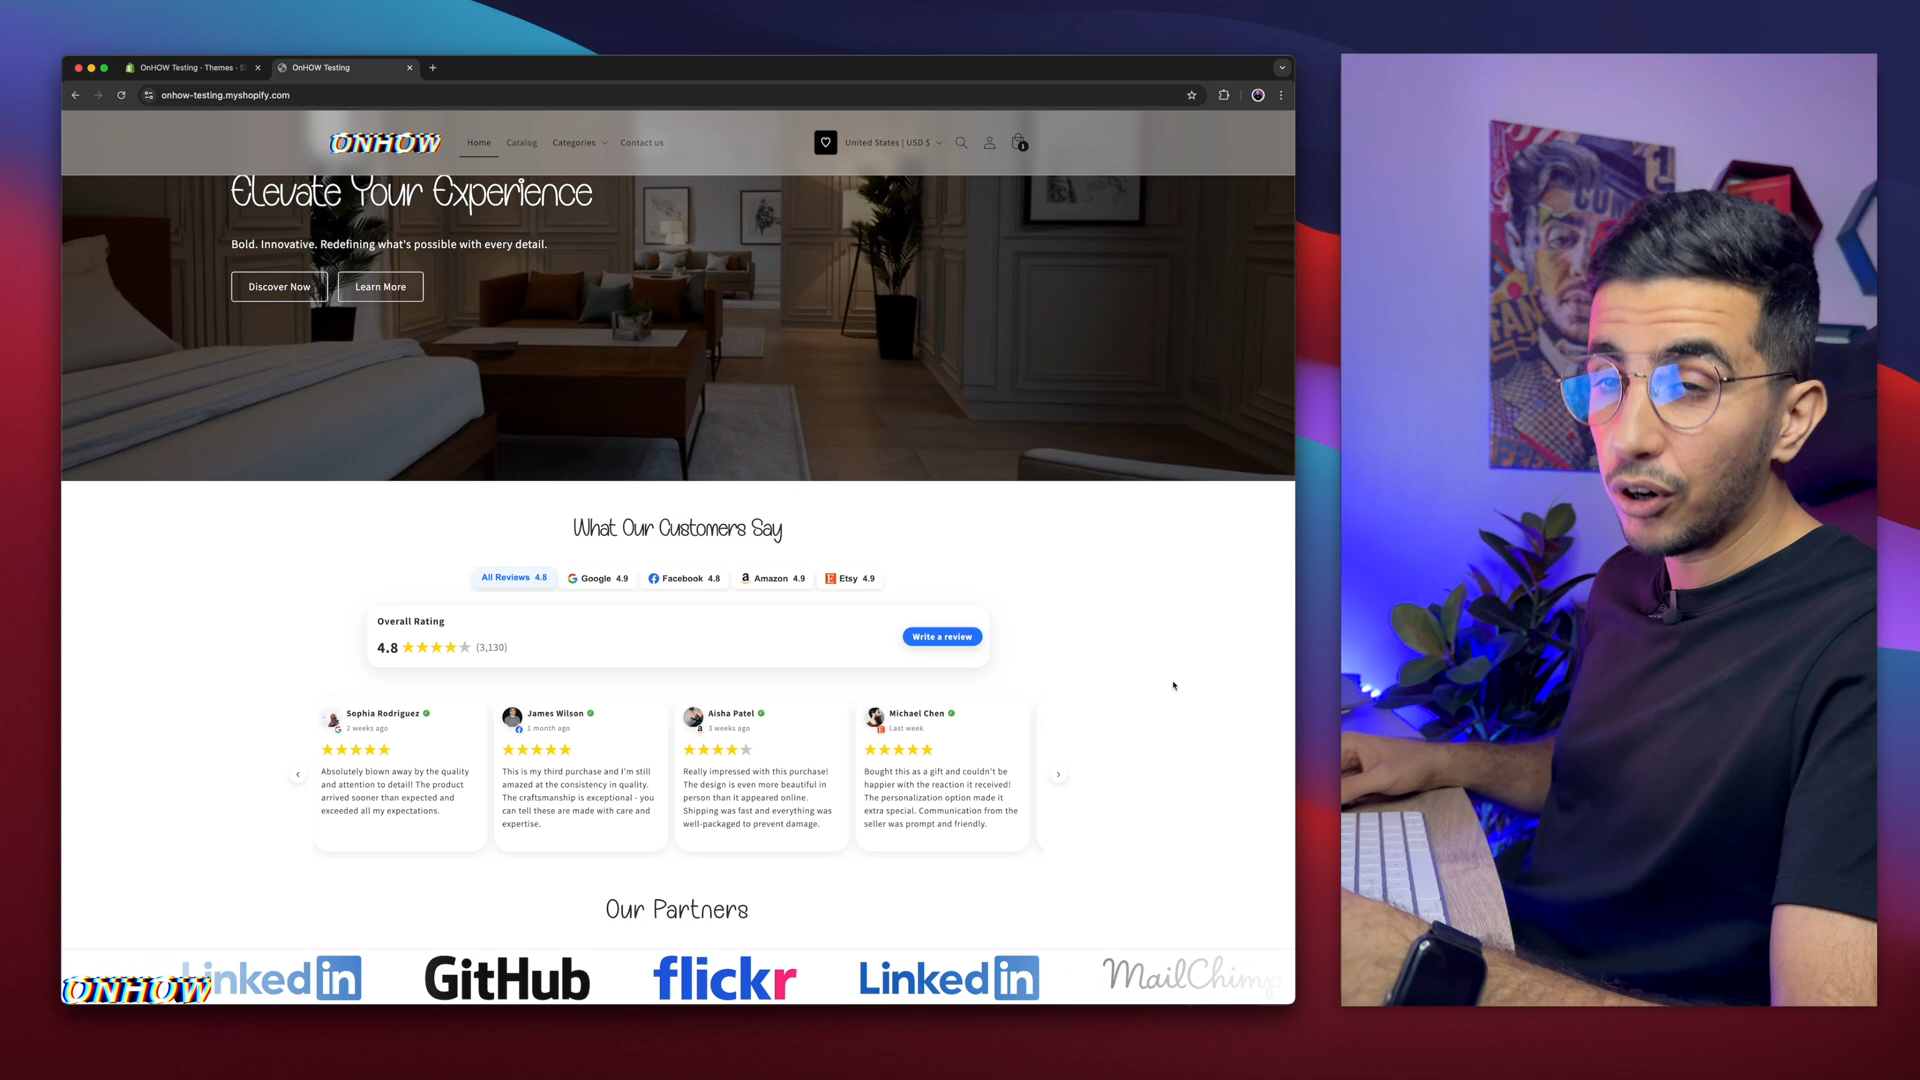 OnHOW Testing - Themes - S
OnHOW Testing
onhow-testing.myshopify.com
ONHOW
Home
Catalog
Categories
Contact us
United States | USD $
1
Elevate Your Experience
Bold. Innovative. Redefining what's possible with every detail.
Discover Now
Learn More
What Our Customers Say
All Reviews 4.8
Google 4.9
Facebook 4.8
Amazon 4.9
Etsy 4.9
Overall Rating
4.8 (3,130)
Write a review
Sophia Rodriguez
2 weeks ago
Absolutely blown away by the quality
and attention to detail! The product
arrived sooner than expected and
exceeded all my expectations.
James Wilson
1 month ago
This is my third purchase and I'm still
amazed at the consistency in quality.
The craftsmanship is exceptional - you
can tell these are made with care and
expertise.
Aisha Patel
3 weeks ago
Really impressed with this purchase!
The design is even more beautiful in
person than it appeared online.
Shipping was fast and everything was
well-packaged to prevent damage.
Michael Chen
Last week
Bought this as a gift and couldn't be
happier with the reaction it received!
The personalization option made it
extra special. Communication from the
seller was prompt and friendly.
Our Partners
Linkedin
GitHub
flickr
Linkedin
MailChimp
ONHOW